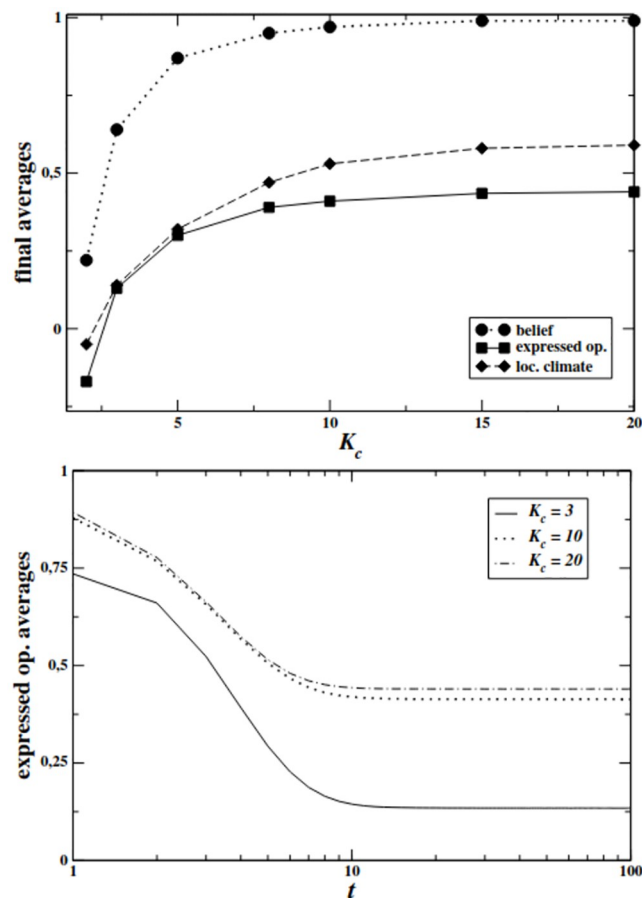 final averages
1
0,5
0
belief
expressed op.
loc. climate
5 10 15 20
K_c
expressed op. averages
1
0,75
0,5
0,25
0
K_c = 3
K_c = 10
K_c = 20
1 10 100
t